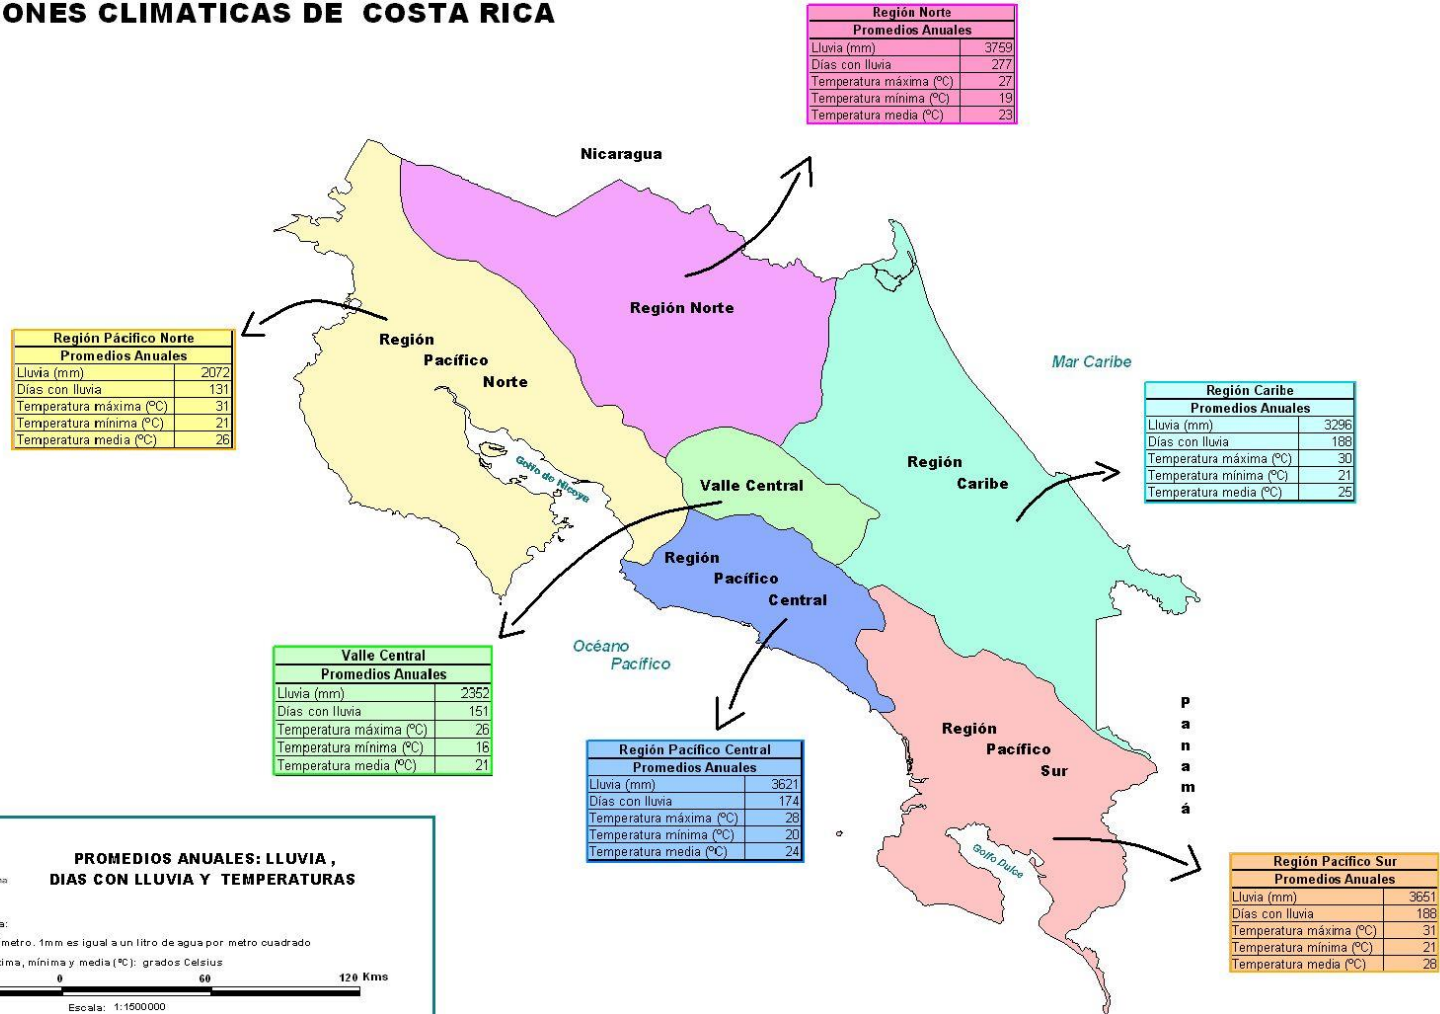 ONES CLIMATICAS DE COSTA RICA
Región Norte
Promedios Anuales
Lluvia (mm) 3759
Días con lluvia 277
Temperatura máxima (ºC) 27
Temperatura mínima (ºC) 19
Temperatura media (ºC) 23
Nicaragua
Región Norte
Región
Pacífico
Norte
Región Pácifico Norte
Promedios Anuales
Lluvia (mm) 2072
Días con lluvia 131
Temperatura máxima (ºC) 31
Temperatura mínima (ºC) 21
Temperatura media (ºC) 26
Mar Caribe
Región Caribe
Promedios Anuales
Lluvia (mm) 3296
Días con lluvia 188
Temperatura máxima (ºC) 30
Temperatura mínima (ºC) 21
Temperatura media (ºC) 25
Golfo de Nicoya
Valle Central
Región
Caribe
Región
Pacífico
Central
Océano
Pacífico
Valle Central
Promedios Anuales
Lluvia (mm) 2352
Días con lluvia 151
Temperatura máxima (ºC) 26
Temperatura mínima (ºC) 16
Temperatura media (ºC) 21
Región Pacífico Central
Promedios Anuales
Lluvia (mm) 3621
Días con lluvia 174
Temperatura máxima (ºC) 28
Temperatura mínima (ºC) 20
Temperatura media (ºC) 24
Región
Pacífico
Sur
Panamá
Golfo Dulce
Región Pacífico Sur
Promedios Anuales
Lluvia (mm) 3651
Días con lluvia 188
Temperatura máxima (ºC) 31
Temperatura mínima (ºC) 21
Temperatura media (ºC) 28
PROMEDIOS ANUALES: LLUVIA ,
DIAS CON LLUVIA Y TEMPERATURAS
a:
metro. 1mm es igual a un litro de agua por metro cuadrado
ima, mínima y media (ºC): grados Celsius
0 60 120 Kms
Escala: 1:1500000